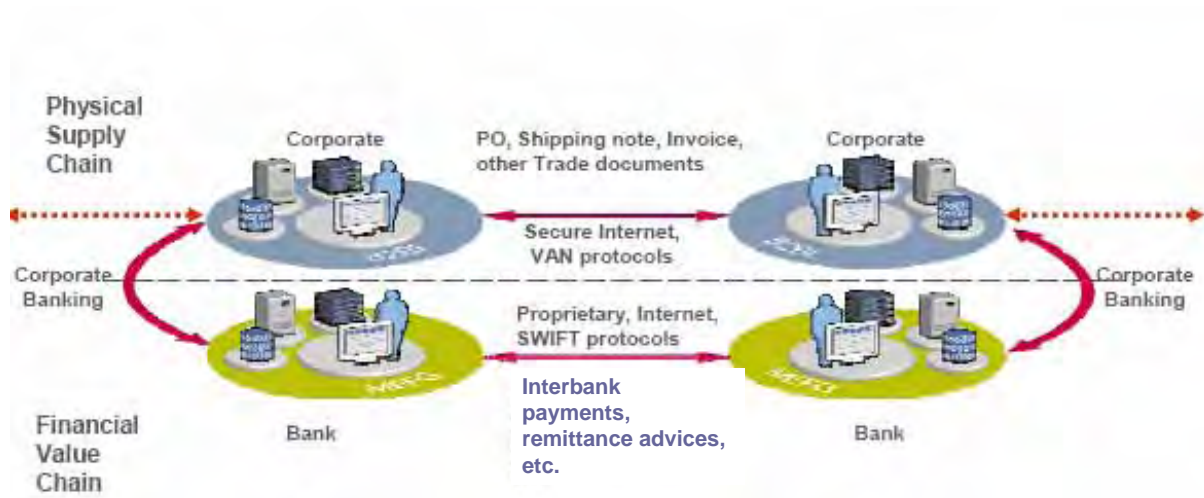 Physical
Supply
Chain
Corporate
PO, Shipping note, Invoice,
other Trade documents
Corporate
Secure Internet,
VAN protocols
Corporate
Banking
Corporate
Banking
Proprietary, Internet,
SWIFT protocols
Interbank
payments,
remittance advices,
etc.
Financial
Value
Chain
Bank
Bank